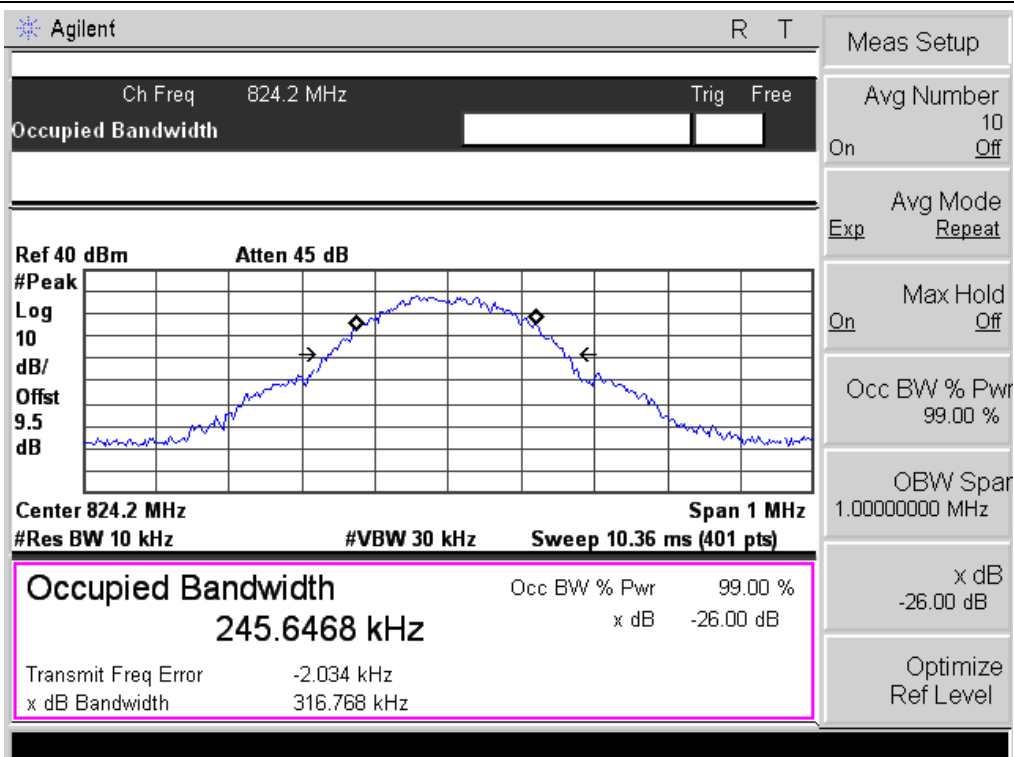 Agilent R T
Ch Freq 824.2 MHz Trig Free
Occupied Bandwidth
Ref 40 dBm Atten 45 dB
#Peak
Log
10
dB/
Offst
9.5
dB
Center 824.2 MHz Span 1 MHz
#Res BW 10 kHz #VBW 30 kHz Sweep 10.36 ms (401 pts)
Occupied Bandwidth
245.6468 kHz
Occ BW % Pwr 99.00 %
x dB -26.00 dB
Transmit Freq Error -2.034 kHz
x dB Bandwidth 316.768 kHz
Meas Setup
Avg Number
10
On Off
Avg Mode
Exp Repeat
Max Hold
On Off
Occ BW % Pwr
99.00 %
OBW Span
1.00000000 MHz
x dB
-26.00 dB
Optimize
Ref Level